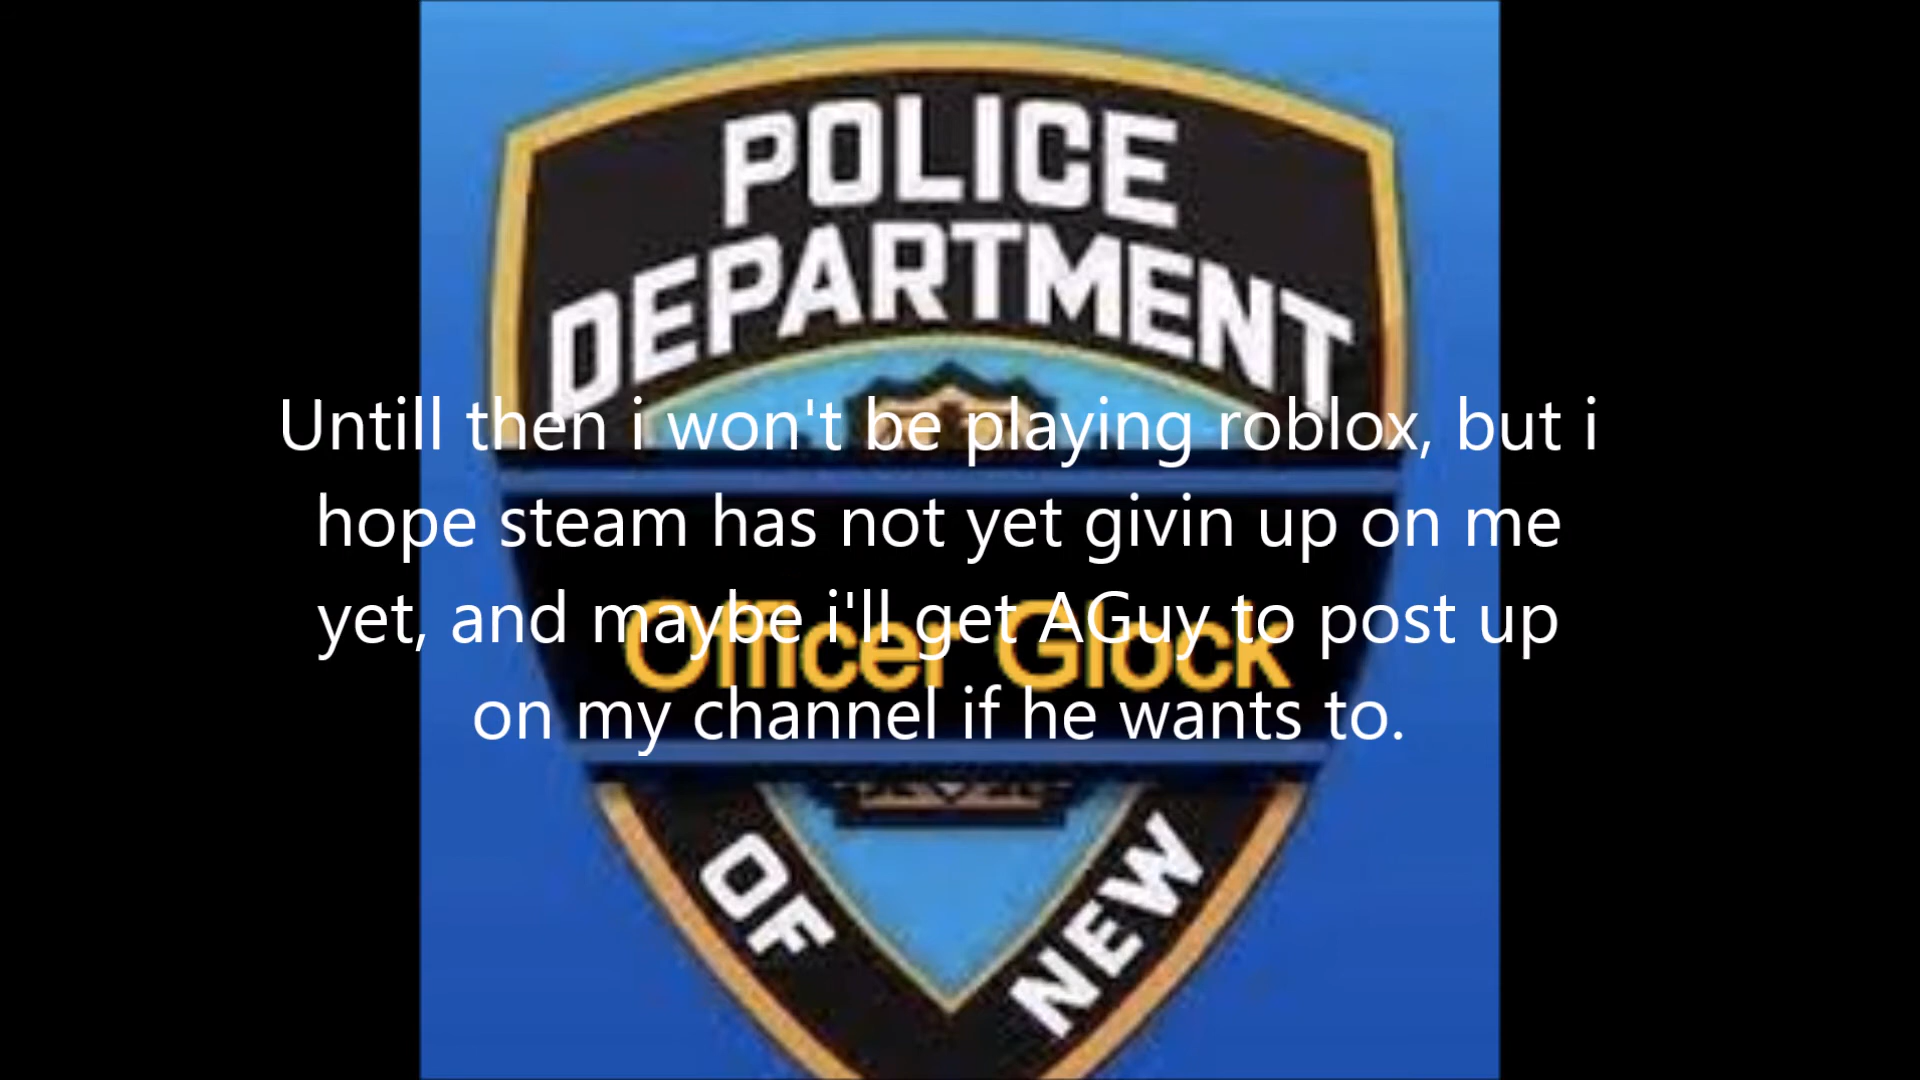 POLICE
DEPARTMENT
Untill then i won't be playing roblox, but i
hope steam has not yet givin up on me
yet, and maybe i'll get AGuy to post up
Officer Glock
on my channel if he wants to.
OF NEW